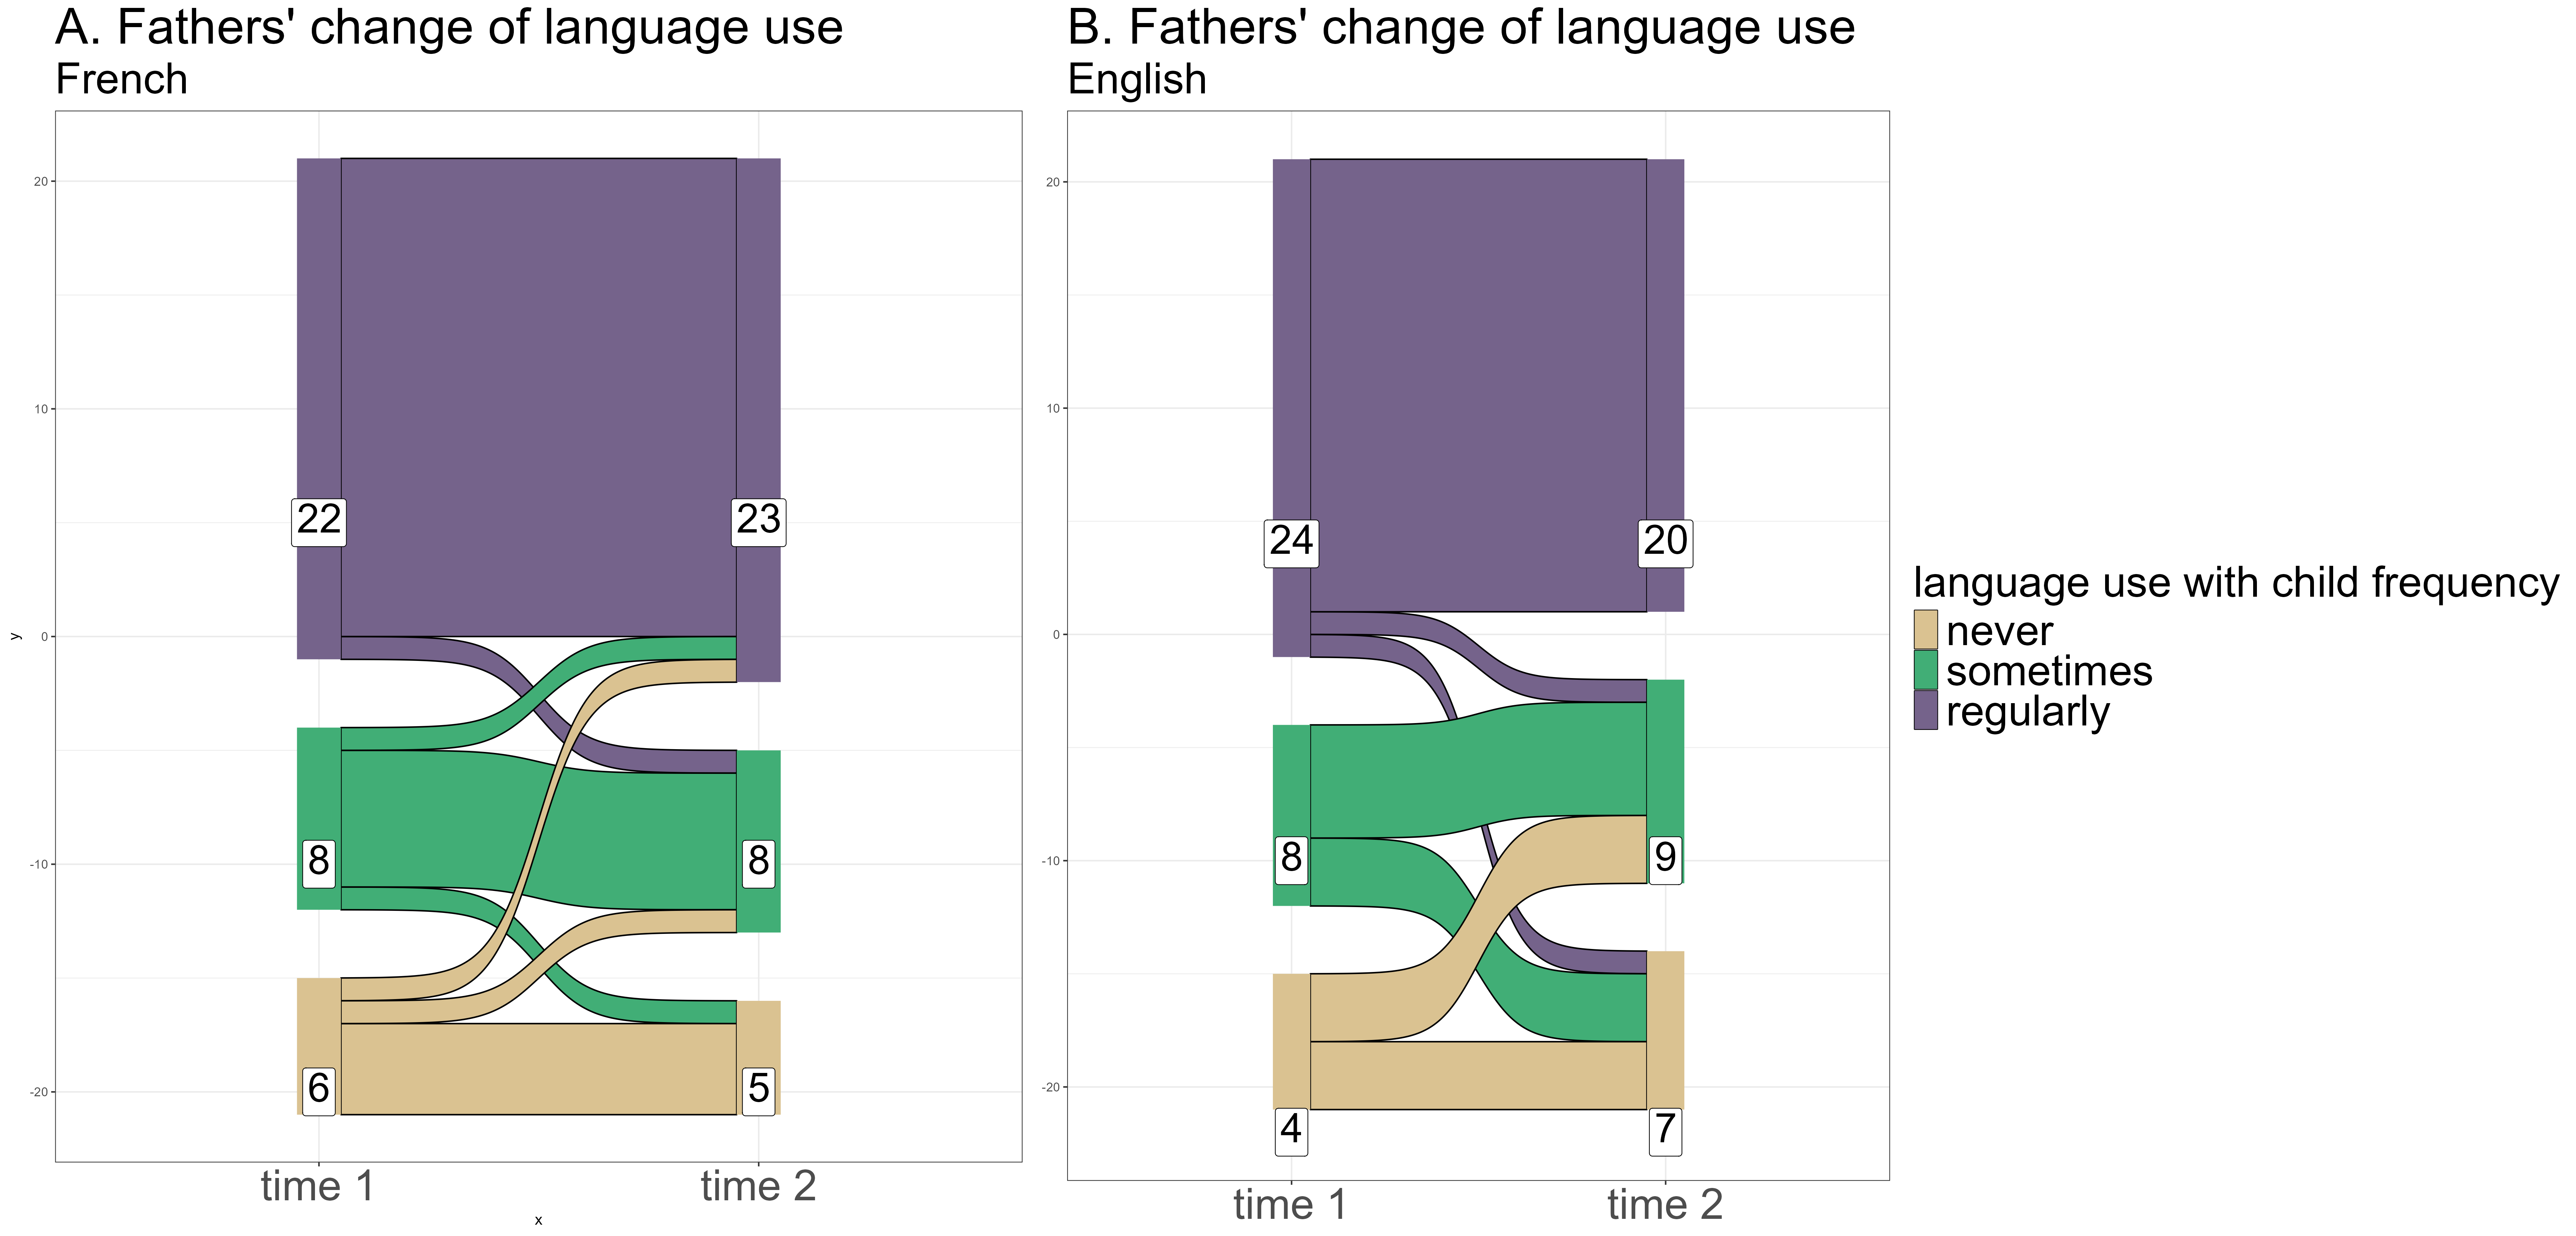 A. Fathers' change of language use
French
20
10
0
-10
-20
y
22
23
8
8
6
5
time 1
time 2
x
B. Fathers' change of language use
English
20
10
0
-10
-20
24
20
8
9
4
7
time 1
time 2
language use with child frequency
never
sometimes
regularly